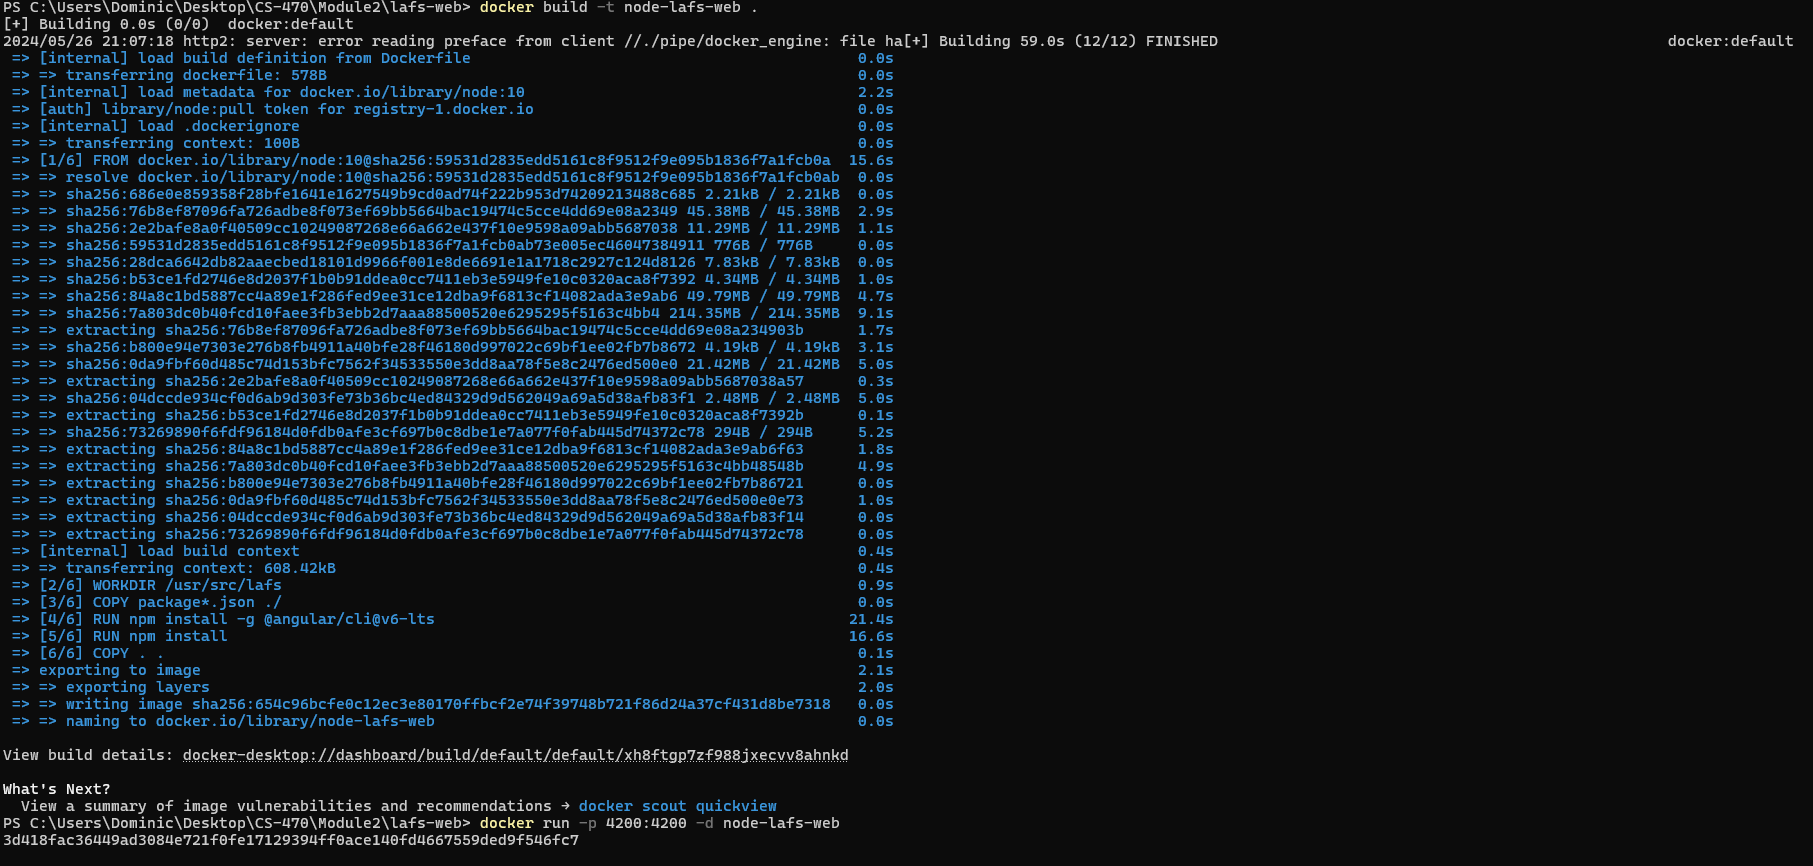 PS C:\Users\Dominic\Desktop\CS-470\Module2\lafs-web> docker build -t node-lafs-web .
[+] Building 0.0s (0/0)  docker:default
2024/05/26 21:07:18 http2: server: error reading preface from client //./pipe/docker_engine: file ha[+] Building 59.0s (12/12) FINISHED docker:default
=> [internal] load build definition from Dockerfile 0.0s
=> => transferring dockerfile: 578B 0.0s
=> [internal] load metadata for docker.io/library/node:10 2.2s
=> [auth] library/node:pull token for registry-1.docker.io 0.0s
=> [internal] load .dockerignore 0.0s
=> => transferring context: 100B 0.0s
=> [1/6] FROM docker.io/library/node:10@sha256:59531d2835edd5161c8f9512f9e095b1836f7a1fcb0a 15.6s
=> => resolve docker.io/library/node:10@sha256:59531d2835edd5161c8f9512f9e095b1836f7a1fcb0ab 0.0s
=> => sha256:686e0e859358f28bfe1641e1627549b9cd0ad74f222b953d74209213488c685 2.21kB / 2.21kB 0.0s
=> => sha256:76b8ef87096fa726adbe8f073ef69bb5664bac19474c5cce4dd69e08a2349 45.38MB / 45.38MB 2.9s
=> => sha256:2e2bafe8a0f40509cc10249087268e66a662e437f10e9598a09abb5687038 11.29MB / 11.29MB 1.1s
=> => sha256:59531d2835edd5161c8f9512f9e095b1836f7a1fcb0ab73e005ec46047384911 776B / 776B 0.0s
=> => sha256:28dca6642db82aaecbed18101d9966f001e8de6691e1a1718c2927c124d8126 7.83kB / 7.83kB 0.0s
=> => sha256:b53ce1fd2746e8d2037f1b0b91ddea0cc7411eb3e5949fe10c0320aca8f7392 4.34MB / 4.34MB 1.0s
=> => sha256:84a8c1bd5887cc4a89e1f286fed9ee31ce12dba9f6813cf14082ada3e9ab6 49.79MB / 49.79MB 4.7s
=> => sha256:7a803dc0b40fcd10faee3fb3ebb2d7aaa88500520e6295295f5163c4bb4 214.35MB / 214.35MB 9.1s
=> => extracting sha256:76b8ef87096fa726adbe8f073ef69bb5664bac19474c5cce4dd69e08a234903b 1.7s
=> => sha256:b800e94e7303e276b8fb4911a40bfe28f46180d997022c69bf1ee02fb7b8672 4.19kB / 4.19kB 3.1s
=> => sha256:0da9fbf60d485c74d153bfc7562f34533550e3dd8aa78f5e8c2476ed500e0 21.42MB / 21.42MB 5.0s
=> => extracting sha256:2e2bafe8a0f40509cc10249087268e66a662e437f10e9598a09abb5687038a57 0.3s
=> => sha256:04dccde934cf0d6ab9d303fe73b36bc4ed84329d9d562049a69a5d38afb83f1 2.48MB / 2.48MB 5.0s
=> => extracting sha256:b53ce1fd2746e8d2037f1b0b91ddea0cc7411eb3e5949fe10c0320aca8f7392b 0.1s
=> => sha256:73269890f6fdf96184d0fdb0afe3cf697b0c8dbe1e7a077f0fab445d74372c78 294B / 294B 5.2s
=> => extracting sha256:84a8c1bd5887cc4a89e1f286fed9ee31ce12dba9f6813cf14082ada3e9ab6f63 1.8s
=> => extracting sha256:7a803dc0b40fcd10faee3fb3ebb2d7aaa88500520e6295295f5163c4bb48548b 4.9s
=> => extracting sha256:b800e94e7303e276b8fb4911a40bfe28f46180d997022c69bf1ee02fb7b86721 0.0s
=> => extracting sha256:0da9fbf60d485c74d153bfc7562f34533550e3dd8aa78f5e8c2476ed500e0e73 1.0s
=> => extracting sha256:04dccde934cf0d6ab9d303fe73b36bc4ed84329d9d562049a69a5d38afb83f14 0.0s
=> => extracting sha256:73269890f6fdf96184d0fdb0afe3cf697b0c8dbe1e7a077f0fab445d74372c78 0.0s
=> [internal] load build context 0.4s
=> => transferring context: 608.42kB 0.4s
=> [2/6] WORKDIR /usr/src/lafs 0.9s
=> [3/6] COPY package*.json ./ 0.0s
=> [4/6] RUN npm install -g @angular/cli@v6-lts 21.4s
=> [5/6] RUN npm install 16.6s
=> [6/6] COPY . . 0.1s
=> exporting to image 2.1s
=> => exporting layers 2.0s
=> => writing image sha256:654c96bcfe0c12ec3e80170ffbcf2e74f39748b721f86d24a37cf431d8be7318 0.0s
=> => naming to docker.io/library/node-lafs-web 0.0s
View build details: docker-desktop://dashboard/build/default/default/xh8ftgp7zf988jxecvv8ahnkd
What's Next?
View a summary of image vulnerabilities and recommendations → docker scout quickview
PS C:\Users\Dominic\Desktop\CS-470\Module2\lafs-web> docker run -p 4200:4200 -d node-lafs-web
3d418fac36449ad3084e721f0fe17129394ff0ace140fd4667559ded9f546fc7